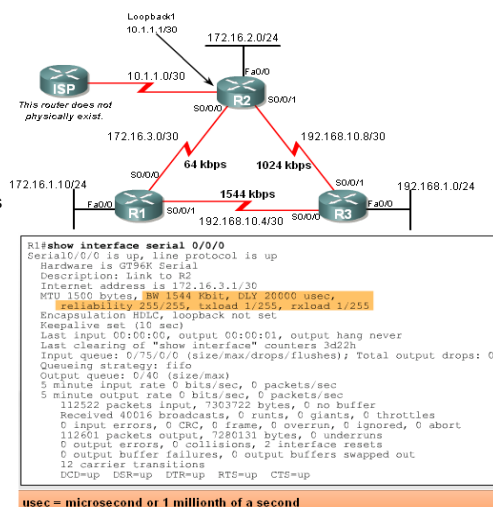 Loopback1
10.1.1.1/30
172.16.2.0/24
Fa0/0
10.1.1.0/30
ISP
R2
This router does not
physically exist.
S0/0/0
S0/0/1
172.16.3.0/30
192.168.10.8/30
64 kbps
1024 kbps
S0/0/0
S0/0/1
172.16.1.10/24
1544 kbps
192.168.1.0/24
s
Fa0/0
R1
S0/0/1
R3
Fa0/0
192.168.10.4/30
R1#show interface serial 0/0/0
Serial0/0/0 is up, line protocol is up
Hardware is GT96K Serial
Description: Link to R2
Internet address is 172.16.3.1/30
MTU 1500 bytes, BW 1544 Kbit, DLY 20000 usec,
reliability 255/255, txload 1/255, rxload 1/255
Encapsulation HDLC, loopback not set
Keepalive set (10 sec)
Last input 00:00:00, output 00:00:01, output hang never
Last clearing of "show interface" counters 3d22h
Input queue: 0/75/0/0 (size/max/drops/flushes); Total output drops: 0
Queueing strategy: fifo
Output queue: 0/40 (size/max)
5 minute input rate 0 bits/sec, 0 packets/sec
5 minute output rate 0 bits/sec, 0 packets/sec
112522 packets input, 7303722 bytes, 0 no buffer
Received 40016 broadcasts, 0 runts, 0 giants, 0 throttles
0 input errors, 0 CRC, 0 frame, 0 overrun, 0 ignored, 0 abort
112601 packets output, 7280131 bytes, 0 underruns
0 output errors, 0 collisions, 2 interface resets
0 output buffer failures, 0 output buffers swapped out
12 carrier transitions
DCD=up DSR=up DTR=up RTS=up CTS=up
usec = microsecond or 1 millionth of a second